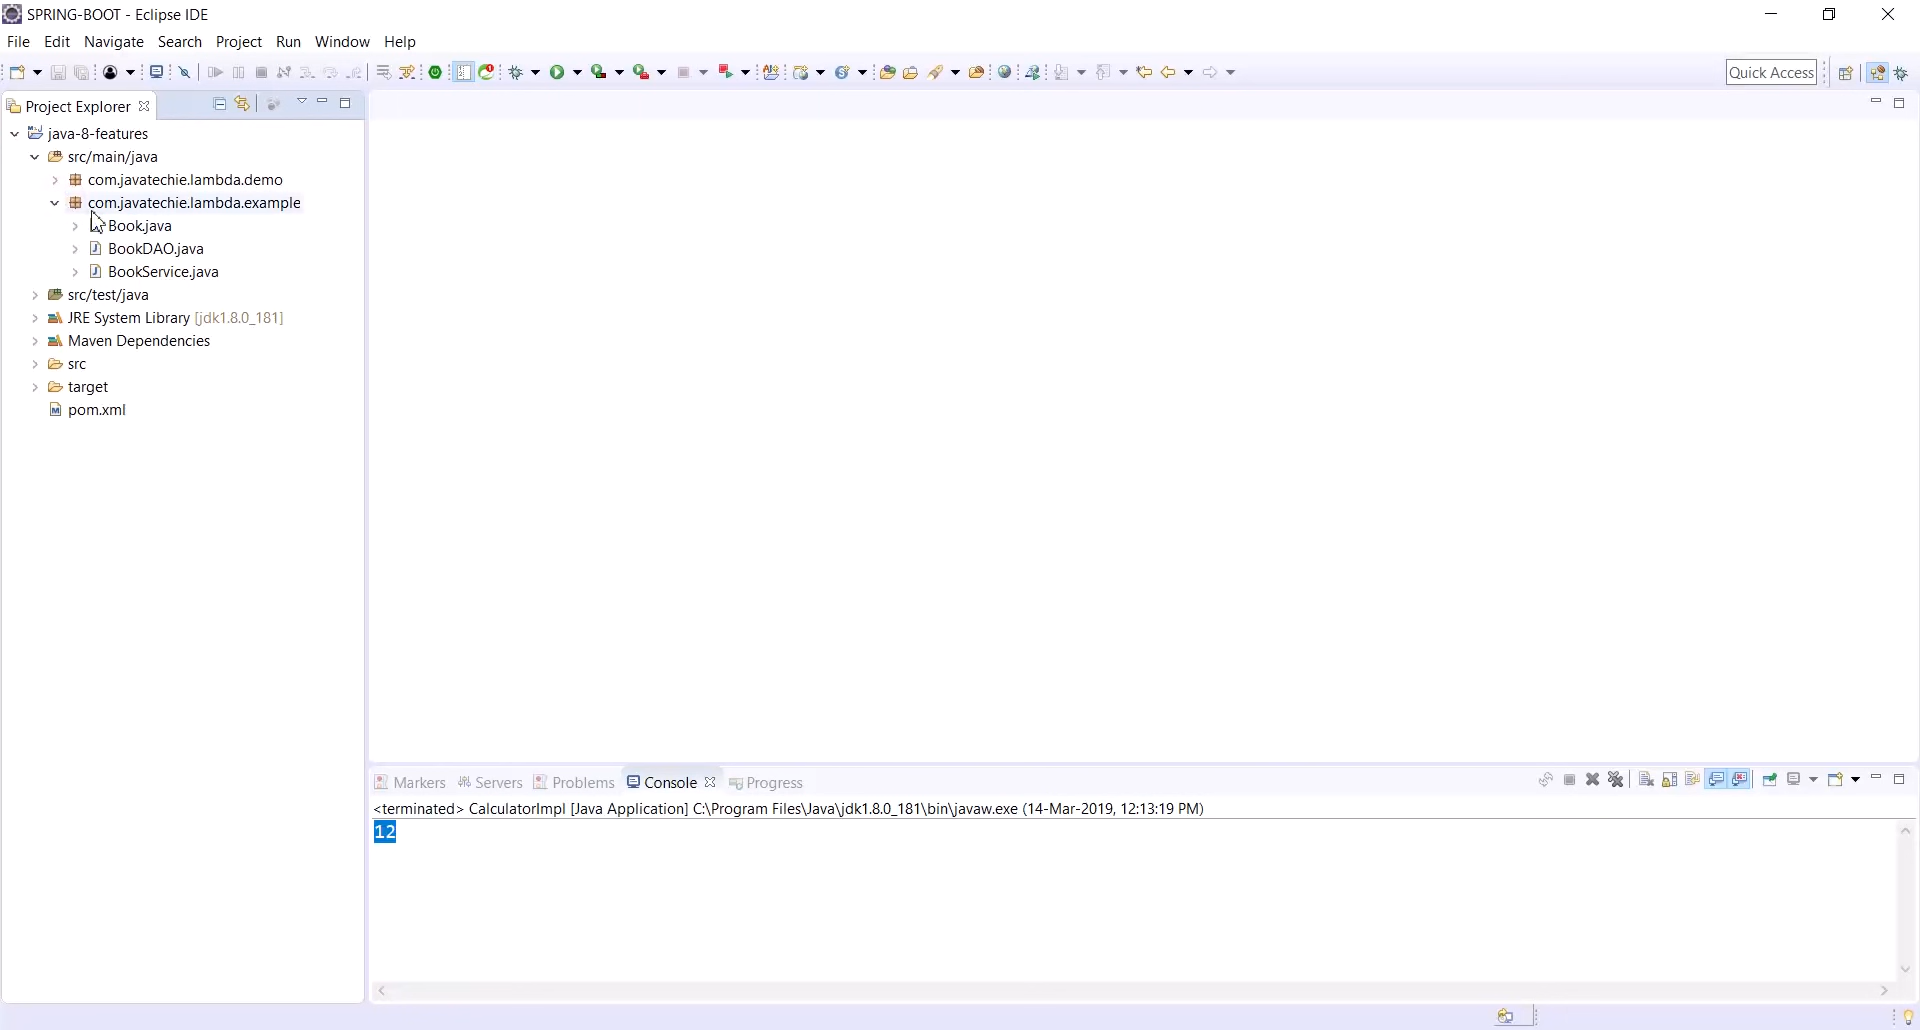 SPRING-BOOT - Eclipse IDE
File Edit Navigate Search Project Run Window Help
Quick Access
Project Explorer
java-8-features
src/main/java
com.javatechie.lambda.demo
com.javatechie.lambda.example
Book.java
BookDAO.java
BookService.java
src/test/java
JRE System Library [jdk1.8.0_181]
Maven Dependencies
src
target
pom.xml
Markers Servers Problems Console Progress
<terminated> CalculatorImpl [Java Application] C:\Program Files\Java\jdk1.8.0_181\bin\javaw.exe (14-Mar-2019, 12:13:19 PM)
12